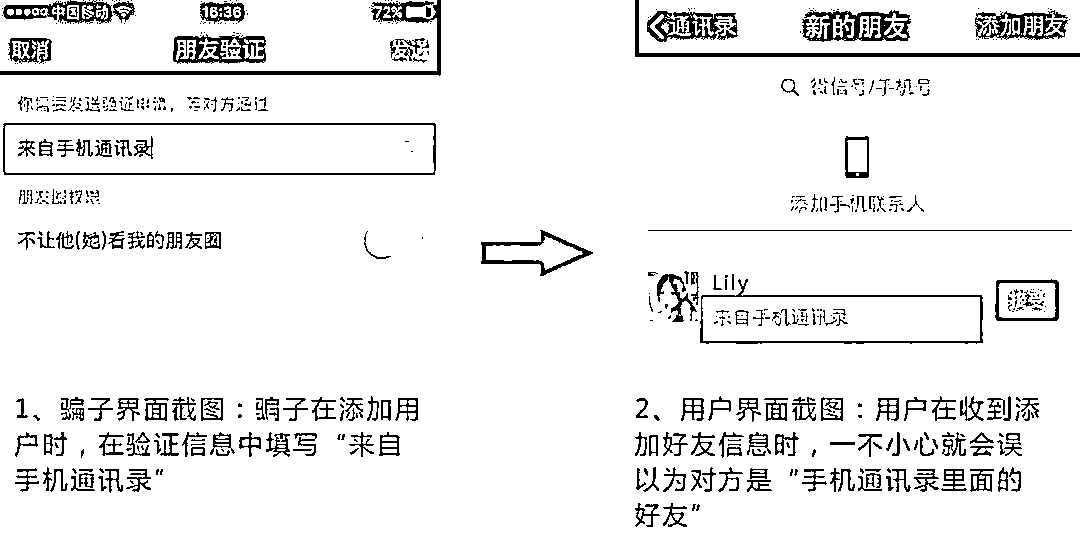 中国移动 16:36 72%
取消 朋友验证 发送
你需要发送验证申请，等对方通过
来自手机通讯录
朋友圈权限
不让他(她)看我的朋友圈
1、骗子界面截图：骗子在添加用
户时，在验证信息中填写“来自
手机通讯录”
通讯录 新的朋友 添加朋友
微信号/手机号
添加手机联系人
Lily
来自手机通讯录
接受
2、用户界面截图：用户在收到添
加好友信息时，一不小心就会误
以为对方是“手机通讯录里面的
好友”